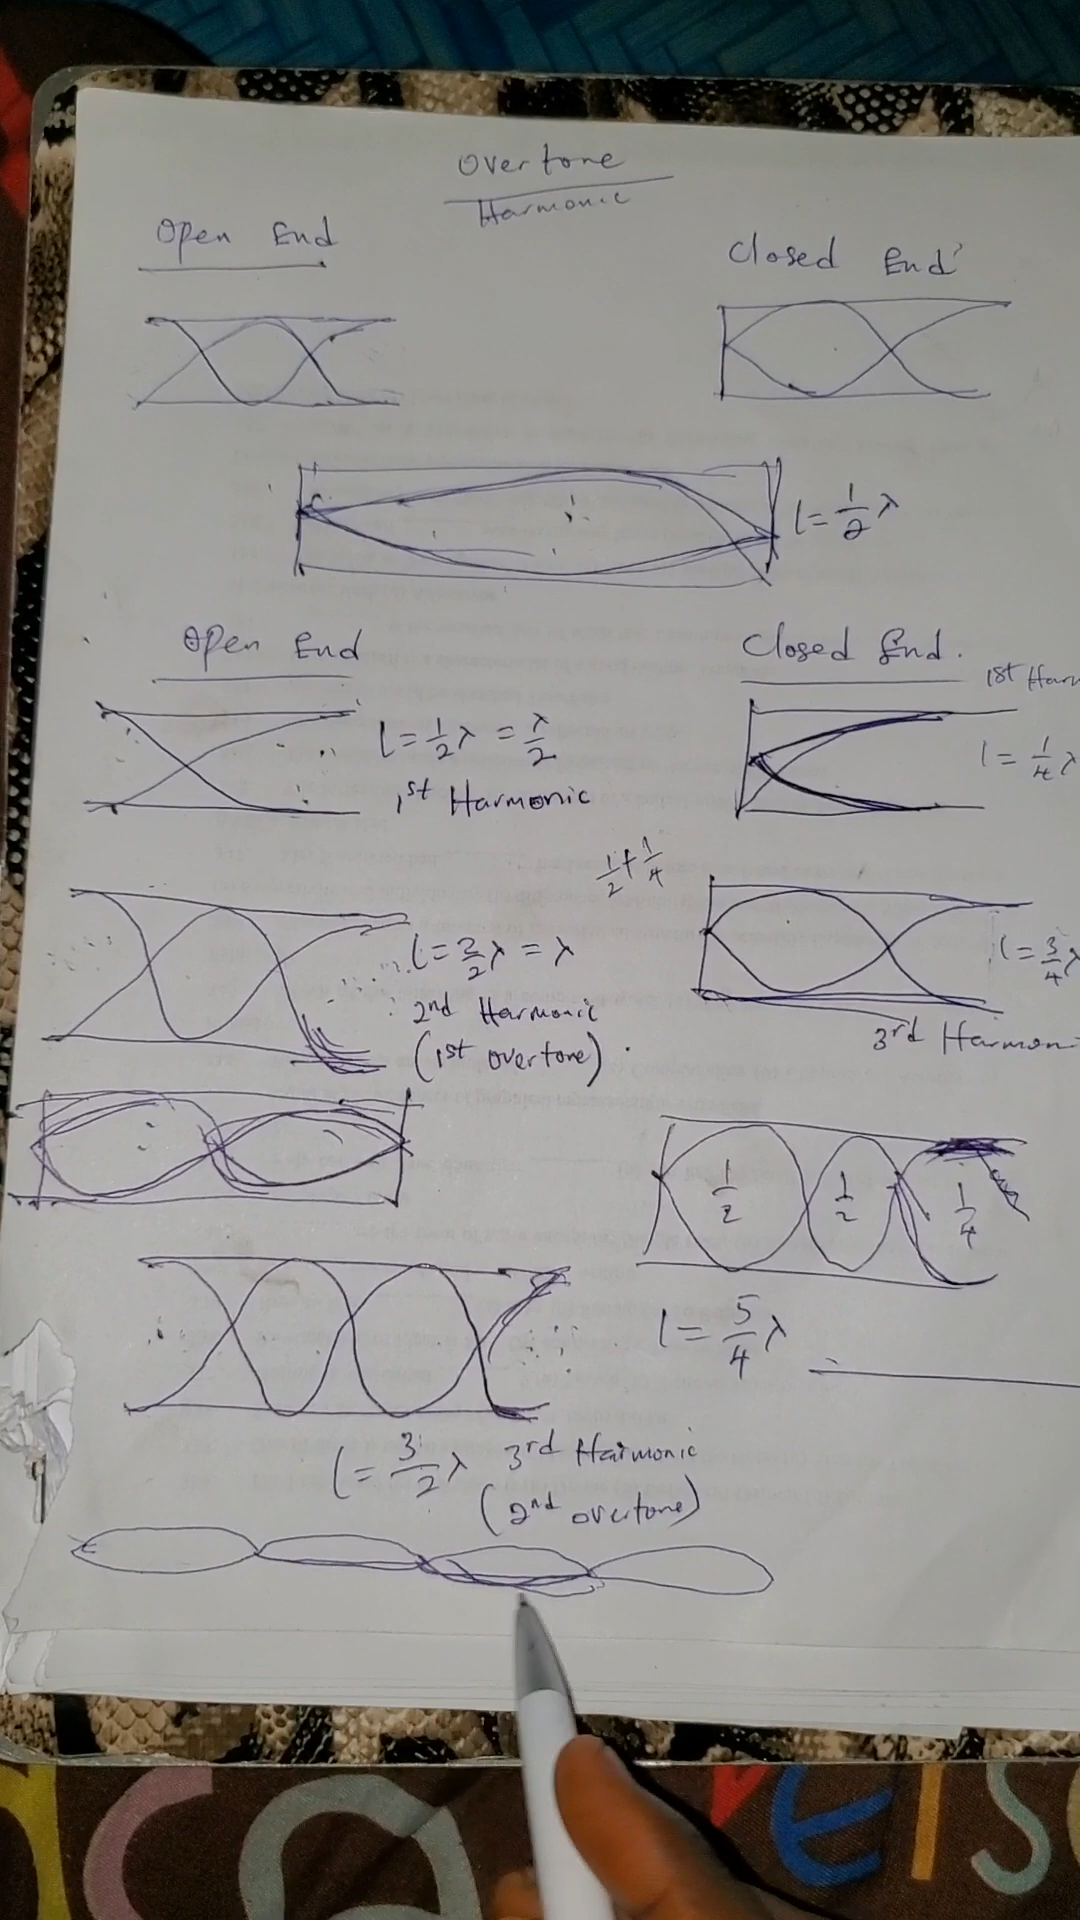 Overtone
Harmonic
Open End
Closed End
l = 1/2 λ
Open End
Closed End.
1st Harm
l = 1/2 λ = λ/2
1st Harmonic
l = 1/4 λ
1/2 + 1/4
l = 2/2 λ = λ
2nd Harmonic
(1st overtone).
l = 3/4 λ
3rd Harmoni
1/2
1/2
1/4
l = 5/4 λ
l = 3/2 λ 3rd Harmonic
(2nd overtone)